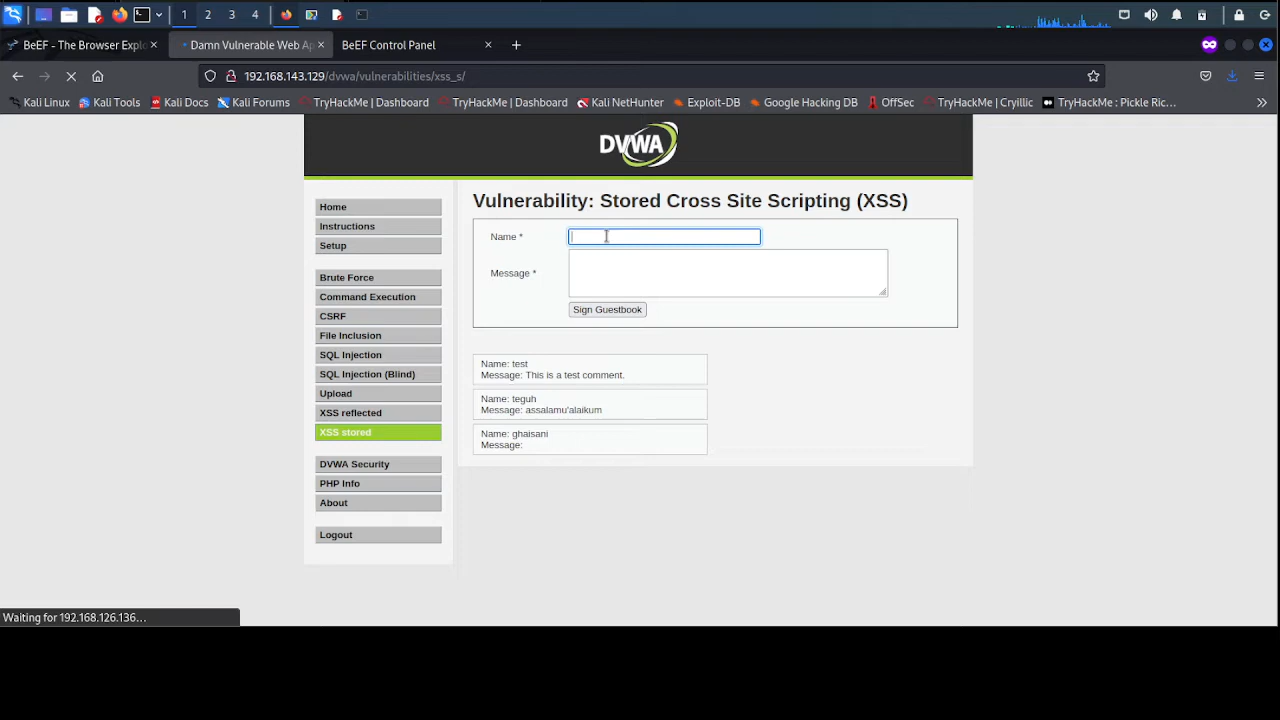 1 2 3 4
BeEF - The Browser Explo
Damn Vulnerable Web Ap
BeEF Control Panel
192.168.143.129/dvwa/vulnerabilities/xss_s/
Kali Linux Kali Tools Kali Docs Kali Forums TryHackMe | Dashboard TryHackMe | Dashboard Kali NetHunter Exploit-DB Google Hacking DB OffSec TryHackMe | Cryillic TryHackMe : Pickle Ric...
DVWA
Home
Instructions
Setup
Brute Force
Command Execution
CSRF
File Inclusion
SQL Injection
SQL Injection (Blind)
Upload
XSS reflected
XSS stored
DVWA Security
PHP Info
About
Logout
Vulnerability: Stored Cross Site Scripting (XSS)
Name *
Message *
Sign Guestbook
Name: test
Message: This is a test comment.
Name: teguh
Message: assalamu'alaikum
Name: ghaisani
Message:
Waiting for 192.168.126.136...